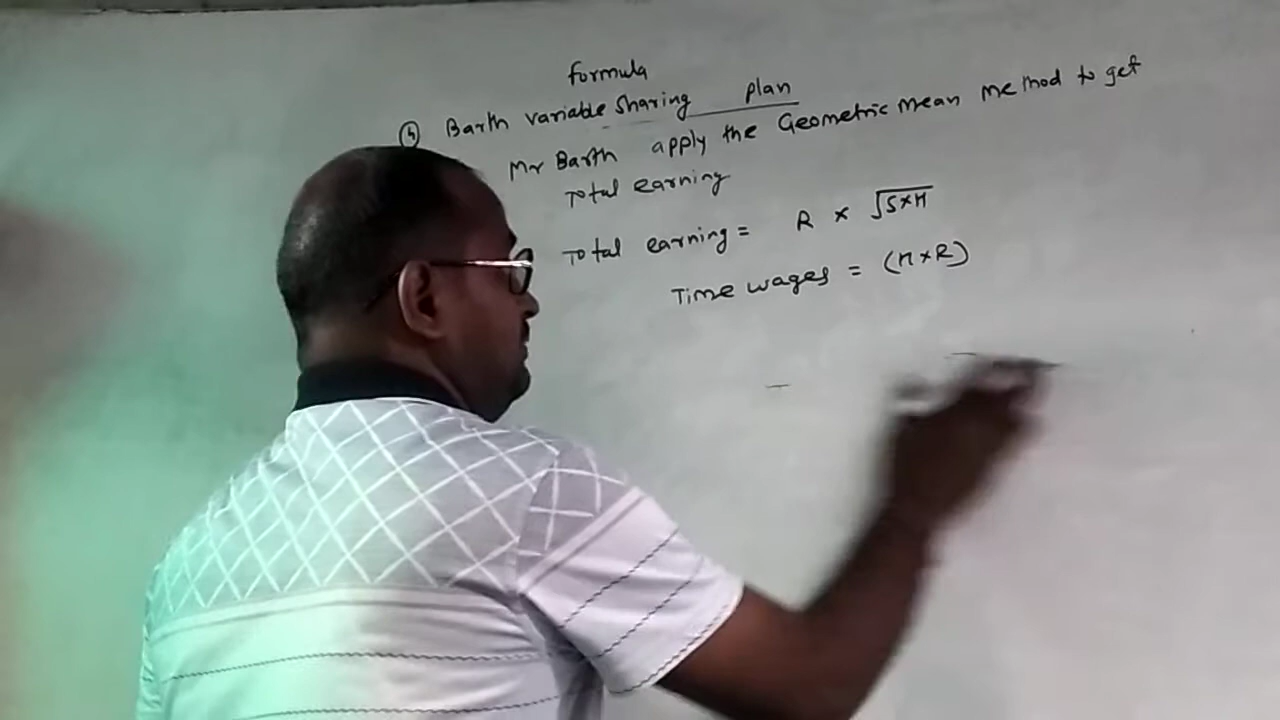 formula
(4) Barth variable sharing plan
Mr Barth apply the Geometric mean method to get
Total earning
Total earning = R × √S×H
Time wages = (H×R)